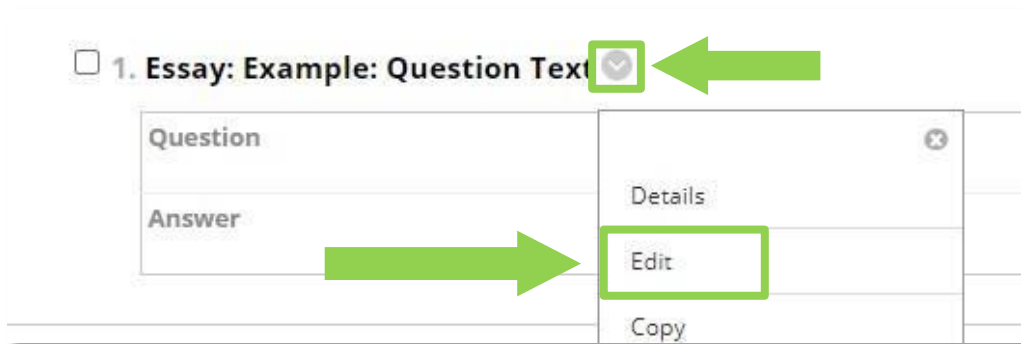 1. Essay: Example: Question Text
Question
Answer
Details
Edit
Copy